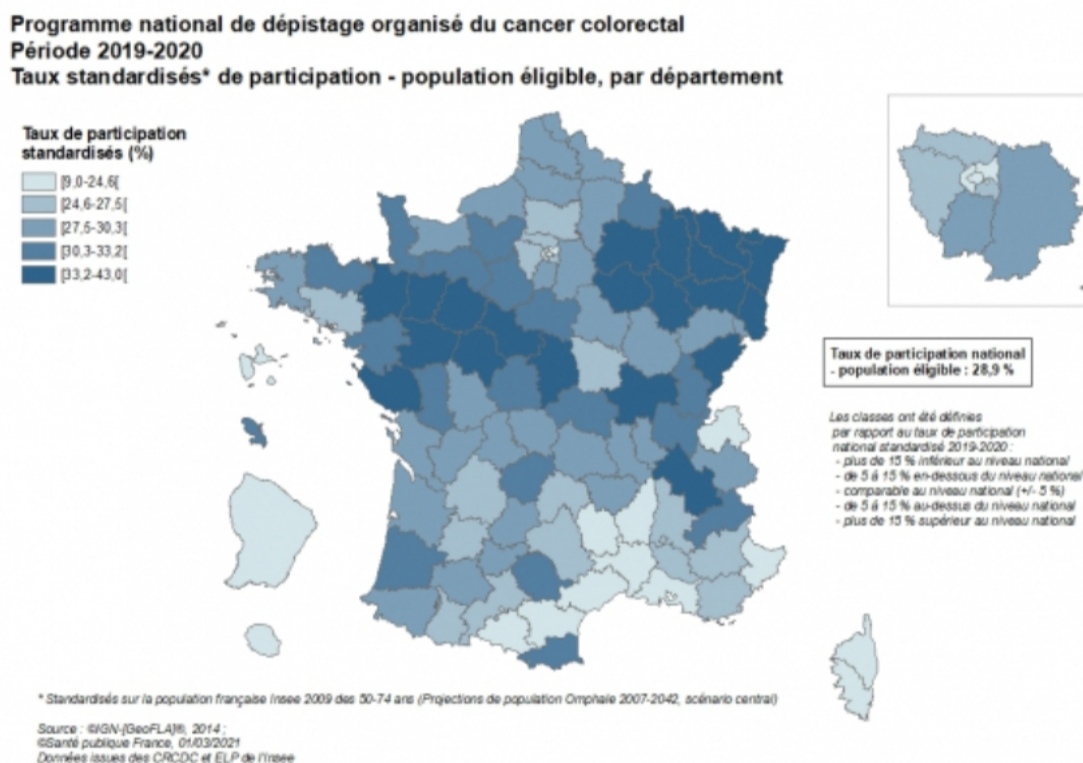 Programme national de dépistage organisé du cancer colorectal
Période 2019-2020
Taux standardisés* de participation - population éligible, par département
Taux de participation
standardisés (%)
[9,0-24,6[
[24,6-27,5[
[27,5-30,3[
[30,3-33,2[
[33,2-43,0[
Taux de participation national
- population éligible : 28,9 %
Les classes ont été définies
par rapport au taux de participation
national standardisé 2019-2020 :
- plus de 15 % inférieur au niveau national
- de 5 à 15 % en-dessous du niveau national
- comparable au niveau national (+/- 5 %)
- de 5 à 15 % au-dessus du niveau national
- plus de 15 % supérieur au niveau national
* Standardisés sur la population française Insee 2009 des 50-74 ans (Projections de population Omphale 2007-2042, scénario central)
Source : ©IGN-[GeoFLA]®, 2014 ;
©Santé publique France, 01/03/2021
Données issues des CRCDC et ELP de l'Insee